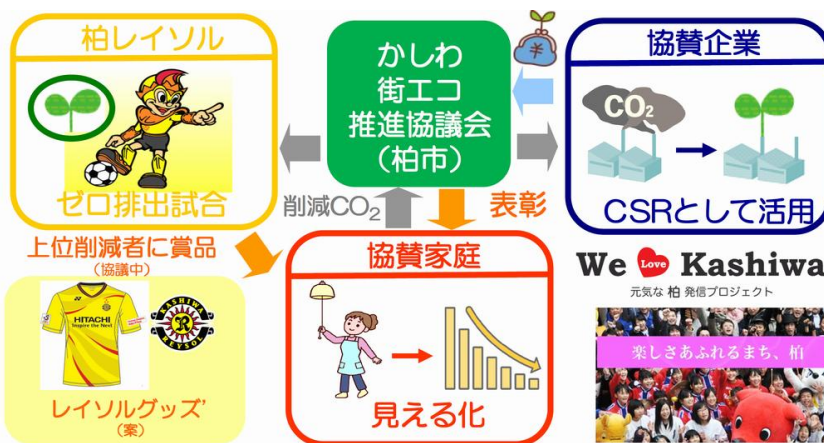 柏レイソル
ゼロ排出試合
かしわ
街エコ
推進協議会
（柏市）
¥
協賛企業
CO₂
CSRとして活用
削減CO₂
表彰
上位削減者に賞品
（協議中）
HITACHI
Inspire the Next
KASHIWA
R
REYSOL
レイソルグッズ’
（案）
協賛家庭
見える化
We Love Kashiwa
元気な 柏 発信プロジェクト
楽しさあふれるまち、柏